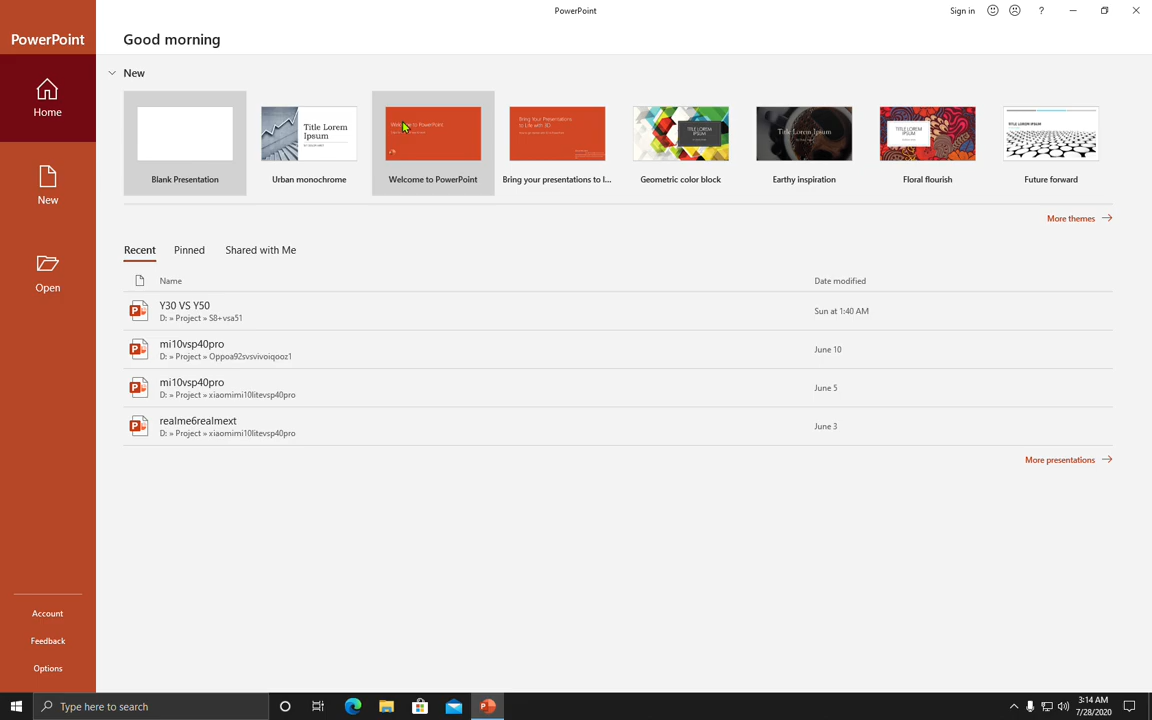 PowerPoint
Sign in
?
PowerPoint
Good morning
New
Home
New
Open
Title Lorem
Ipsum
Welcome to PowerPoint
Bring Your Presentations
to Life with 3D
TITLE LOREM
IPSUM
Title Lorem Ipsum
TITLE LOREM
IPSUM
TITLE LOREM IPSUM
Blank Presentation
Urban monochrome
Welcome to PowerPoint
Bring your presentations to l...
Geometric color block
Earthy inspiration
Floral flourish
Future forward
More themes
Recent Pinned Shared with Me
Name Date modified
Y30 VS Y50
D: » Project » S8+vsa51
Sun at 1:40 AM
mi10vsp40pro
D: » Project » Oppoa92svsvivoiqooz1
June 10
mi10vsp40pro
D: » Project » xiaomimi10litevsp40pro
June 5
realme6realmext
D: » Project » xiaomimi10litevsp40pro
June 3
More presentations
Account
Feedback
Options
Type here to search
3:14 AM
7/28/2020